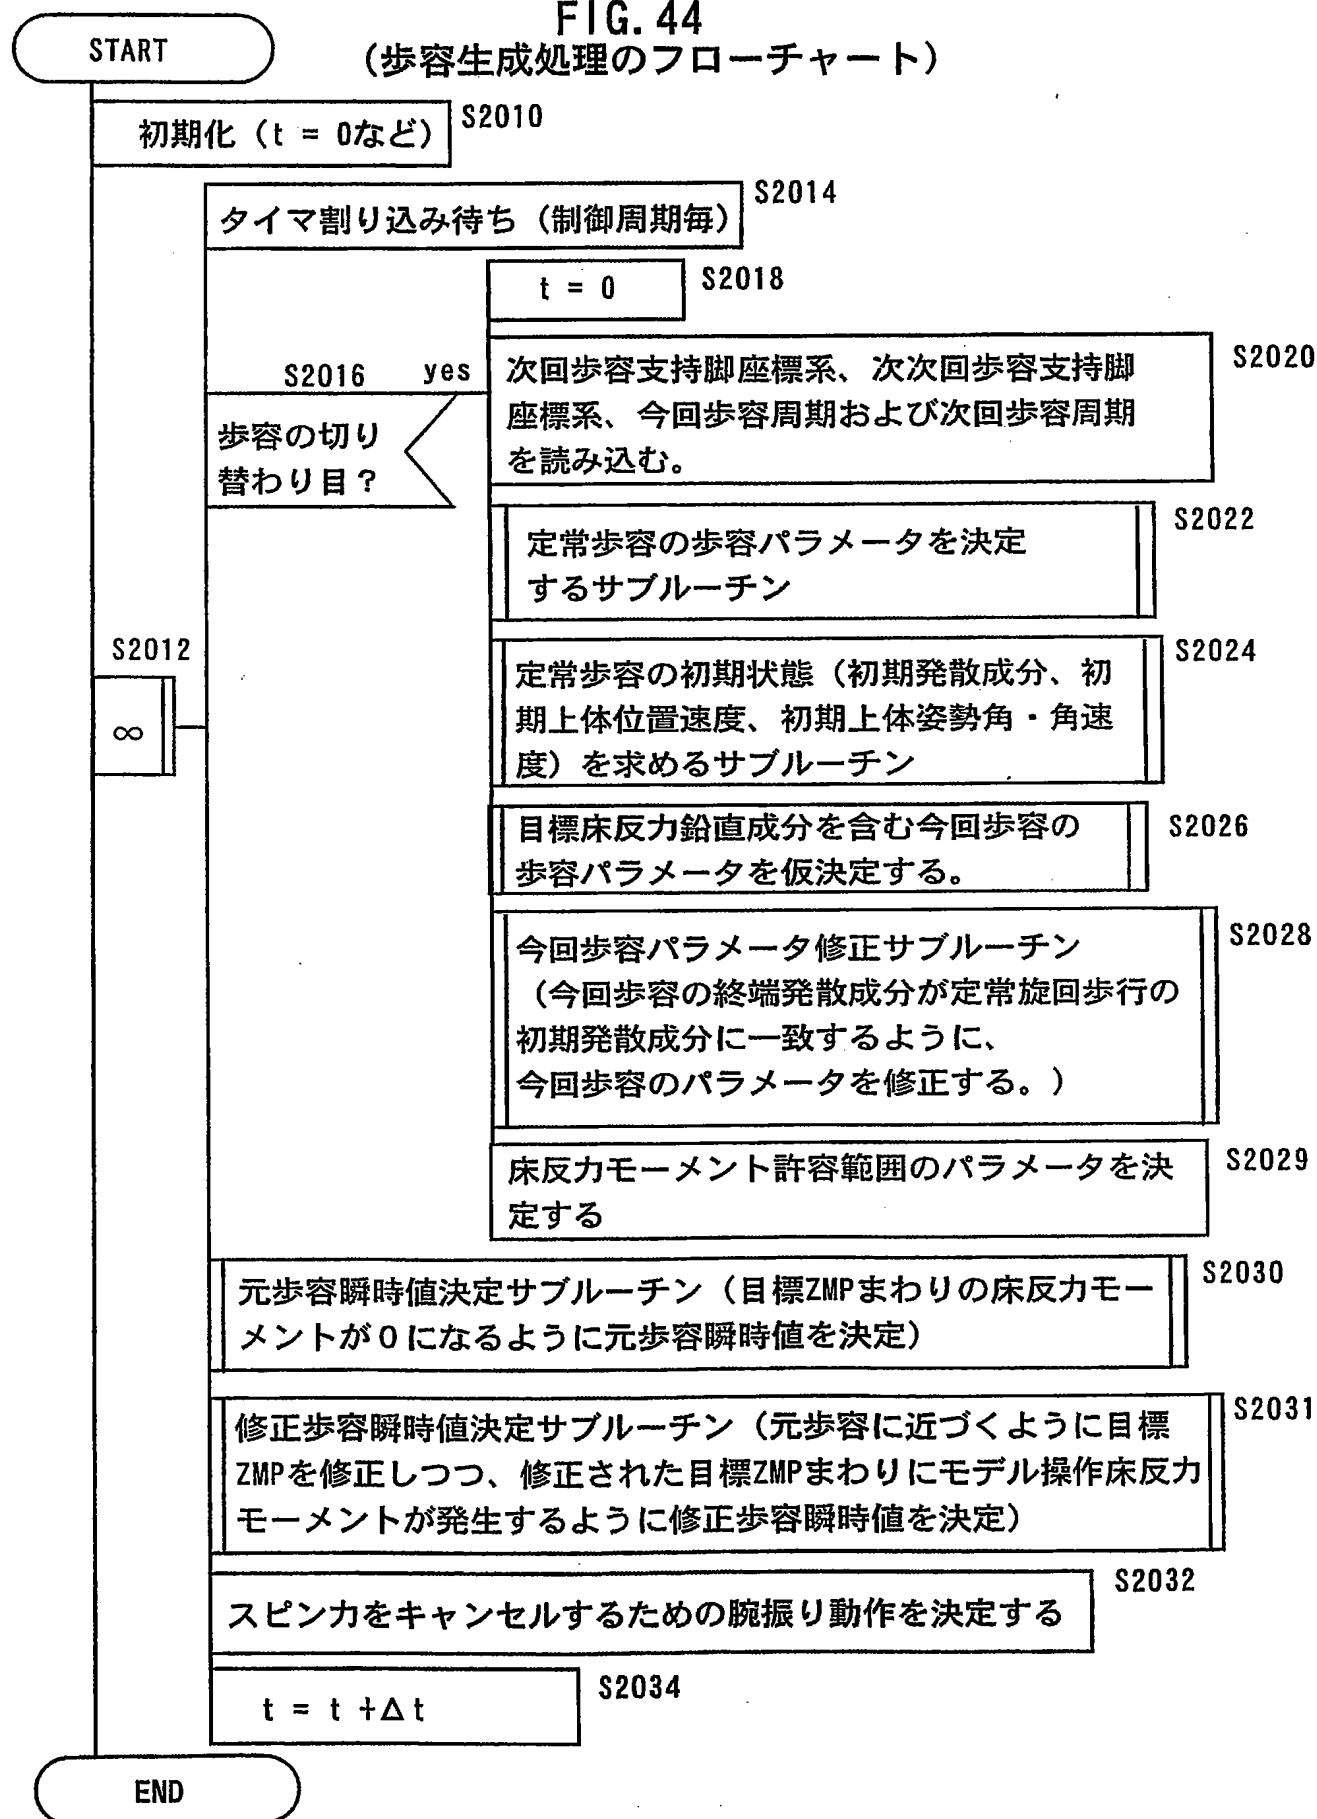 FIG. 44
(歩容生成処理のフローチャート)
START
初期化（t = 0など）
S2010
タイマ割り込み待ち（制御周期毎）
S2014
t = 0
S2018
S2016
yes
歩容の切り
替わり目？
次回歩容支持脚座標系、次次回歩容支持脚
座標系、今回歩容周期および次回歩容周期
を読み込む。
S2020
定常歩容の歩容パラメータを決定
するサブルーチン
S2022
S2012
∞
定常歩容の初期状態（初期発散成分、初
期上体位置速度、初期上体姿勢角・角速
度）を求めるサブルーチン
S2024
目標床反力鉛直成分を含む今回歩容の
歩容パラメータを仮決定する。
S2026
今回歩容パラメータ修正サブルーチン
（今回歩容の終端発散成分が定常旋回歩行の
初期発散成分に一致するように、
今回歩容のパラメータを修正する。）
S2028
床反力モーメント許容範囲のパラメータを決
定する
S2029
元歩容瞬時値決定サブルーチン（目標ZMPまわりの床反力モー
メントが０になるように元歩容瞬時値を決定）
S2030
修正歩容瞬時値決定サブルーチン（元歩容に近づくように目標
ZMPを修正しつつ、修正された目標ZMPまわりにモデル操作床反力
モーメントが発生するように修正歩容瞬時値を決定）
S2031
スピン力をキャンセルするための腕振り動作を決定する
S2032
t = t +Δt
S2034
END